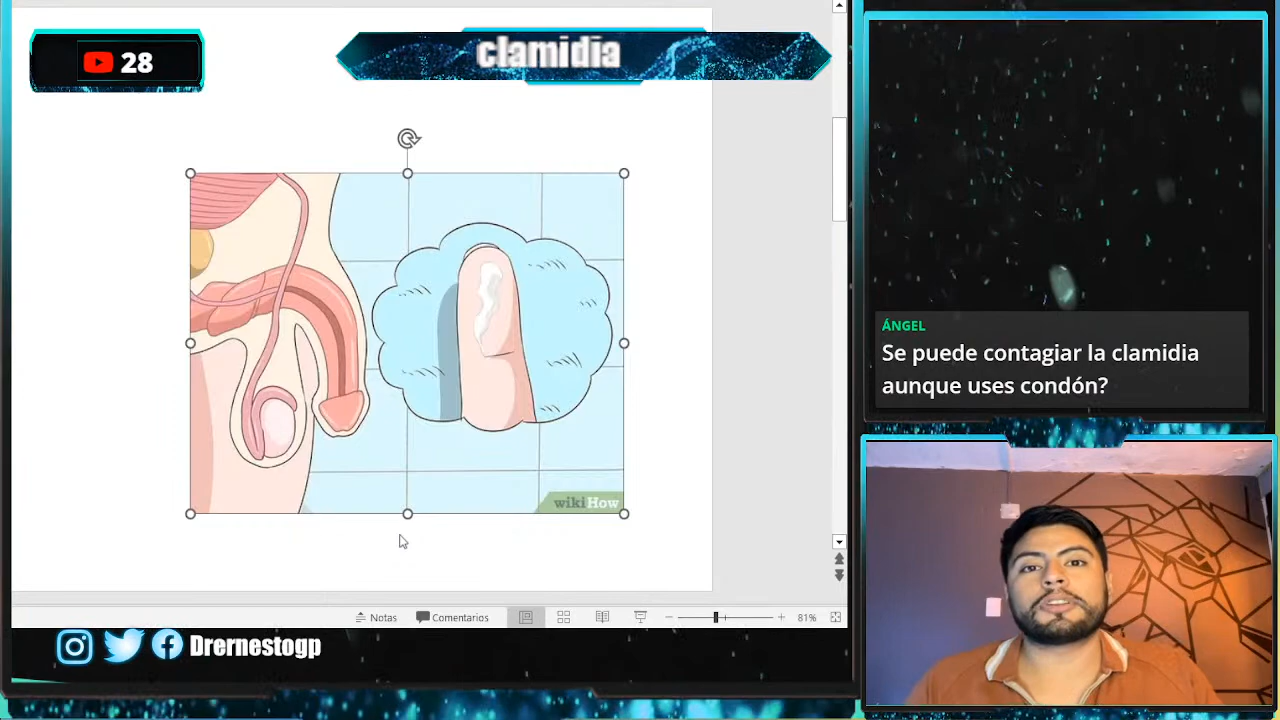 28
clamidia
wikiHow
ÁNGEL
Se puede contagiar la clamidia
aunque uses condón?
Notas
Comentarios
81%
Drernestogp